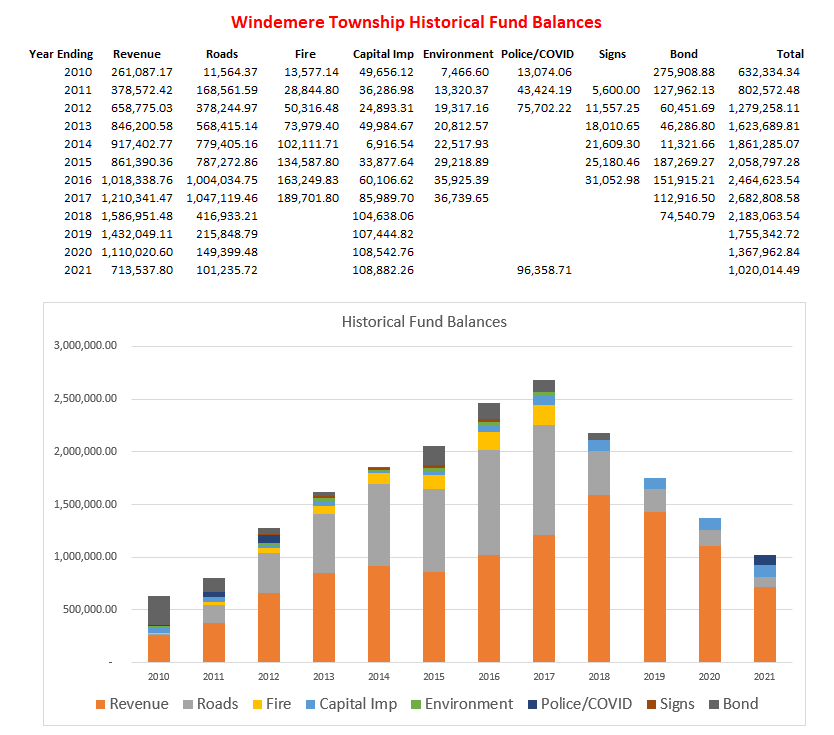 Windemere Township Historical Fund Balances
Year Ending Revenue Roads Fire Capital Imp Environment Police/COVID Signs Bond Total
2010 261,087.17 11,564.37 13,577.14 49,656.12 7,466.60 13,074.06 275,908.88 632,334.34
2011 378,572.42 168,561.59 28,844.80 36,286.98 13,320.37 43,424.19 5,600.00 127,962.13 802,572.48
2012 658,775.03 378,244.97 50,316.48 24,893.31 19,317.16 75,702.22 11,557.25 60,451.69 1,279,258.11
2013 846,200.58 568,415.14 73,979.40 49,984.67 20,812.57 18,010.65 46,286.80 1,623,689.81
2014 917,402.77 779,405.16 102,111.71 6,916.54 22,517.93 21,609.30 11,321.66 1,861,285.07
2015 861,390.36 787,272.86 134,587.80 33,877.64 29,218.89 25,180.46 187,269.27 2,058,797.28
2016 1,018,338.76 1,004,034.75 163,249.83 60,106.62 35,925.39 31,052.98 151,915.21 2,464,623.54
2017 1,210,341.47 1,047,119.46 189,701.80 85,989.70 36,739.65 112,916.50 2,682,808.58
2018 1,586,951.48 416,933.21 104,638.06 74,540.79 2,183,063.54
2019 1,432,049.11 215,848.79 107,444.82 1,755,342.72
2020 1,110,020.60 149,399.48 108,542.76 1,367,962.84
2021 713,537.80 101,235.72 108,882.26 96,358.71 1,020,014.49
Historical Fund Balances
3,000,000.00
2,500,000.00
2,000,000.00
1,500,000.00
1,000,000.00
500,000.00
-
2010 2011 2012 2013 2014 2015 2016 2017 2018 2019 2020 2021
Revenue Roads Fire Capital Imp Environment Police/COVID Signs Bond